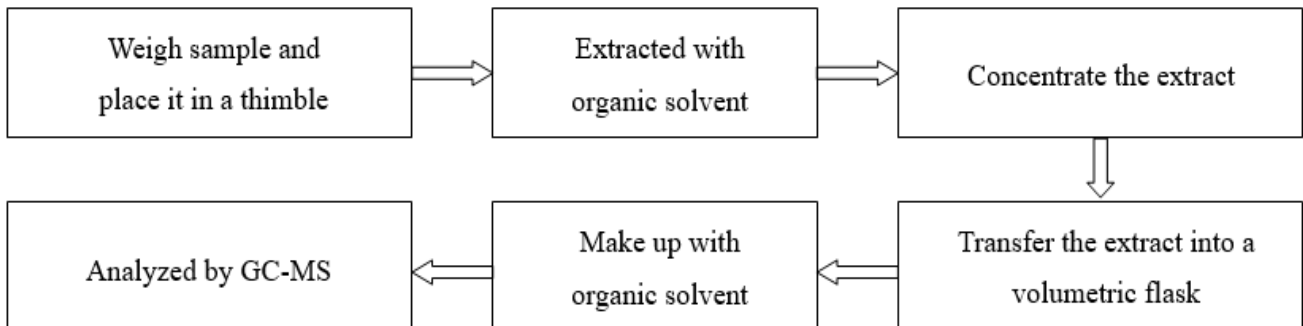 Weigh sample and
place it in a thimble
Extracted with
organic solvent
Concentrate the extract
Transfer the extract into a
volumetric flask
Make up with
organic solvent
Analyzed by GC-MS